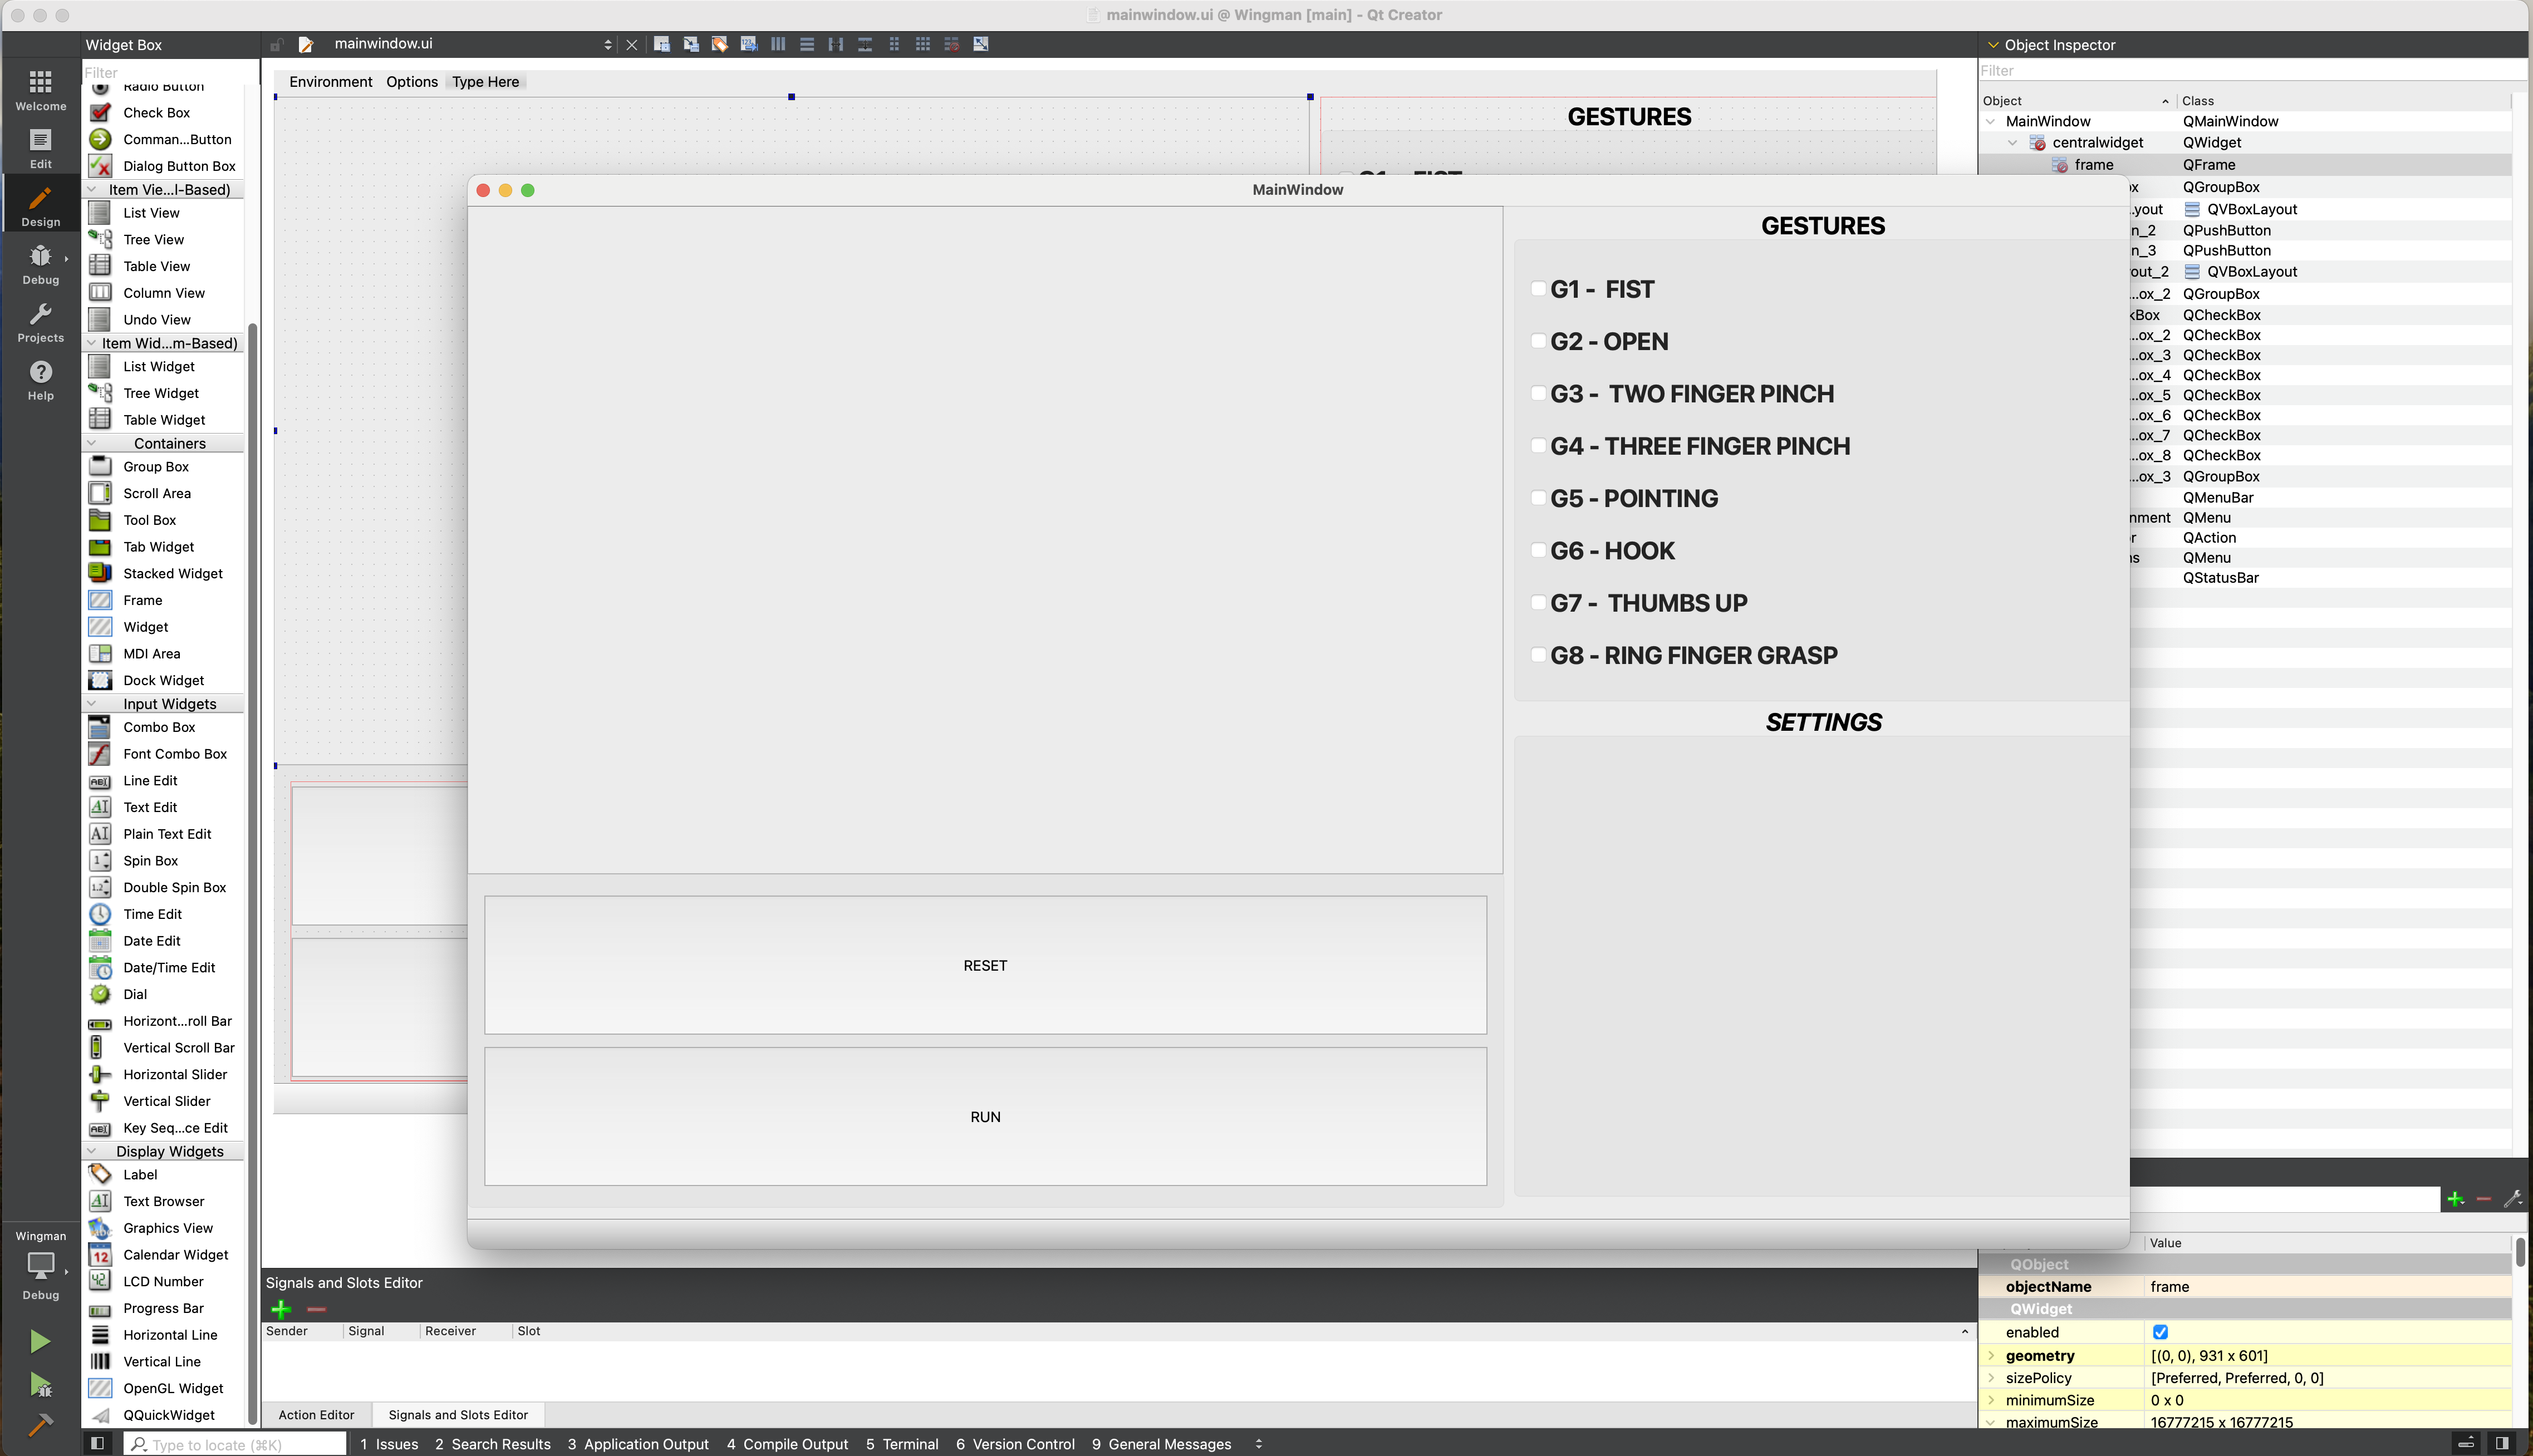 mainwindow.ui @ Wingman [main] - Qt Creator
Widget Box
mainwindow.ui
Object Inspector
Filter
Welcome
Edit
Design
Debug
Projects
Help
Wingman
Debug
Radio Button
Check Box
Comman...Button
Dialog Button Box
Item Vie...l-Based)
List View
Tree View
Table View
Column View
Undo View
Item Wid...m-Based)
List Widget
Tree Widget
Table Widget
Containers
Group Box
Scroll Area
Tool Box
Tab Widget
Stacked Widget
Frame
Widget
MDI Area
Dock Widget
Input Widgets
Combo Box
Font Combo Box
Line Edit
Text Edit
Plain Text Edit
Spin Box
Double Spin Box
Time Edit
Date Edit
Date/Time Edit
Dial
Horizont...roll Bar
Vertical Scroll Bar
Horizontal Slider
Vertical Slider
Key Seq...ce Edit
Display Widgets
Label
Text Browser
Graphics View
Calendar Widget
LCD Number
Progress Bar
Horizontal Line
Vertical Line
OpenGL Widget
QQuickWidget
Environment Options Type Here
GESTURES
MainWindow
GESTURES
G1 - FIST
G2 - OPEN
G3 - TWO FINGER PINCH
G4 - THREE FINGER PINCH
G5 - POINTING
G6 - HOOK
G7 - THUMBS UP
G8 - RING FINGER GRASP
SETTINGS
RESET
RUN
Filter
Object Class
MainWindow QMainWindow
centralwidget QWidget
frame QFrame
ox QGroupBox
...yout QVBoxLayout
n_2 QPushButton
n_3 QPushButton
out_2 QVBoxLayout
...ox_2 QGroupBox
kBox QCheckBox
...ox_2 QCheckBox
...ox_3 QCheckBox
...ox_4 QCheckBox
...ox_5 QCheckBox
...ox_6 QCheckBox
...ox_7 QCheckBox
...ox_8 QCheckBox
...ox_3 QGroupBox
QMenuBar
nment QMenu
r QAction
ns QMenu
QStatusBar
Value
QObject
objectName frame
QWidget
enabled
geometry [(0, 0), 931 x 601]
sizePolicy [Preferred, Preferred, 0, 0]
minimumSize 0 x 0
maximumSize 16777215 x 16777215
Signals and Slots Editor
Sender Signal Receiver Slot
Action Editor Signals and Slots Editor
Type to locate (⌘K) 1 Issues 2 Search Results 3 Application Output 4 Compile Output 5 Terminal 6 Version Control 9 General Messages